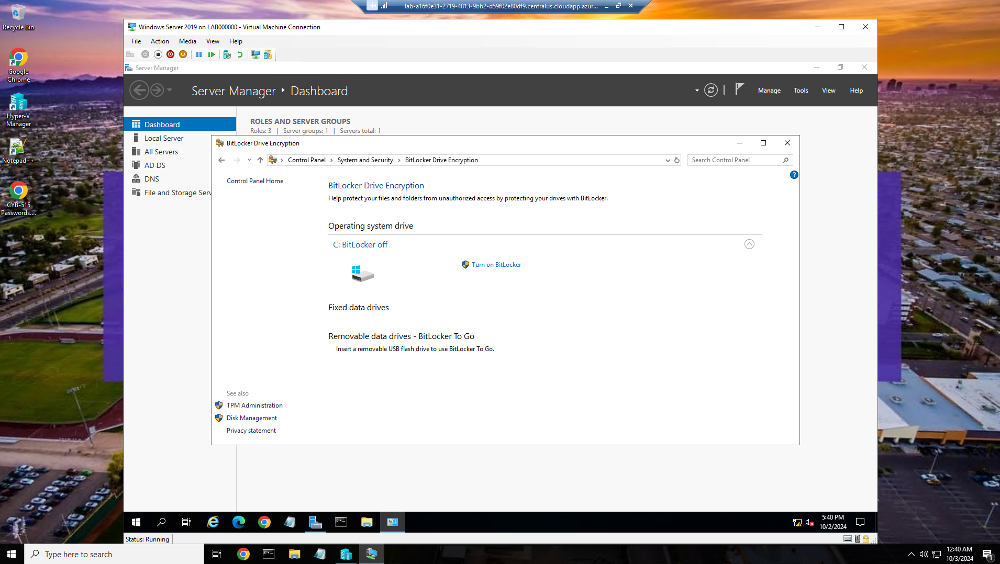 lab-a16f0e31-2719-4813-9bb2-d59f02e80df9.centralus.cloudapp.azur...
Recycle Bin
Google
Chrome
Hyper-V
Manager
Notepad++
CYB-515
Passwords....
Windows Server 2019 on LAB000000 - Virtual Machine Connection
File Action Media View Help
Server Manager
Server Manager Dashboard
Manage Tools View Help
Dashboard
Local Server
All Servers
AD DS
DNS
File and Storage Serv
ROLES AND SERVER GROUPS
Roles: 3 | Server groups: 1 | Servers total: 1
BitLocker Drive Encryption
Control Panel > System and Security > BitLocker Drive Encryption
Search Control Panel
Control Panel Home
BitLocker Drive Encryption
Help protect your files and folders from unauthorized access by protecting your drives with BitLocker.
Operating system drive
C: BitLocker off
Turn on BitLocker
Fixed data drives
Removable data drives - BitLocker To Go
Insert a removable USB flash drive to use BitLocker To Go.
See also
TPM Administration
Disk Management
Privacy statement
5:40 PM
10/2/2024
Status: Running
Type here to search
12:40 AM
10/3/2024
1